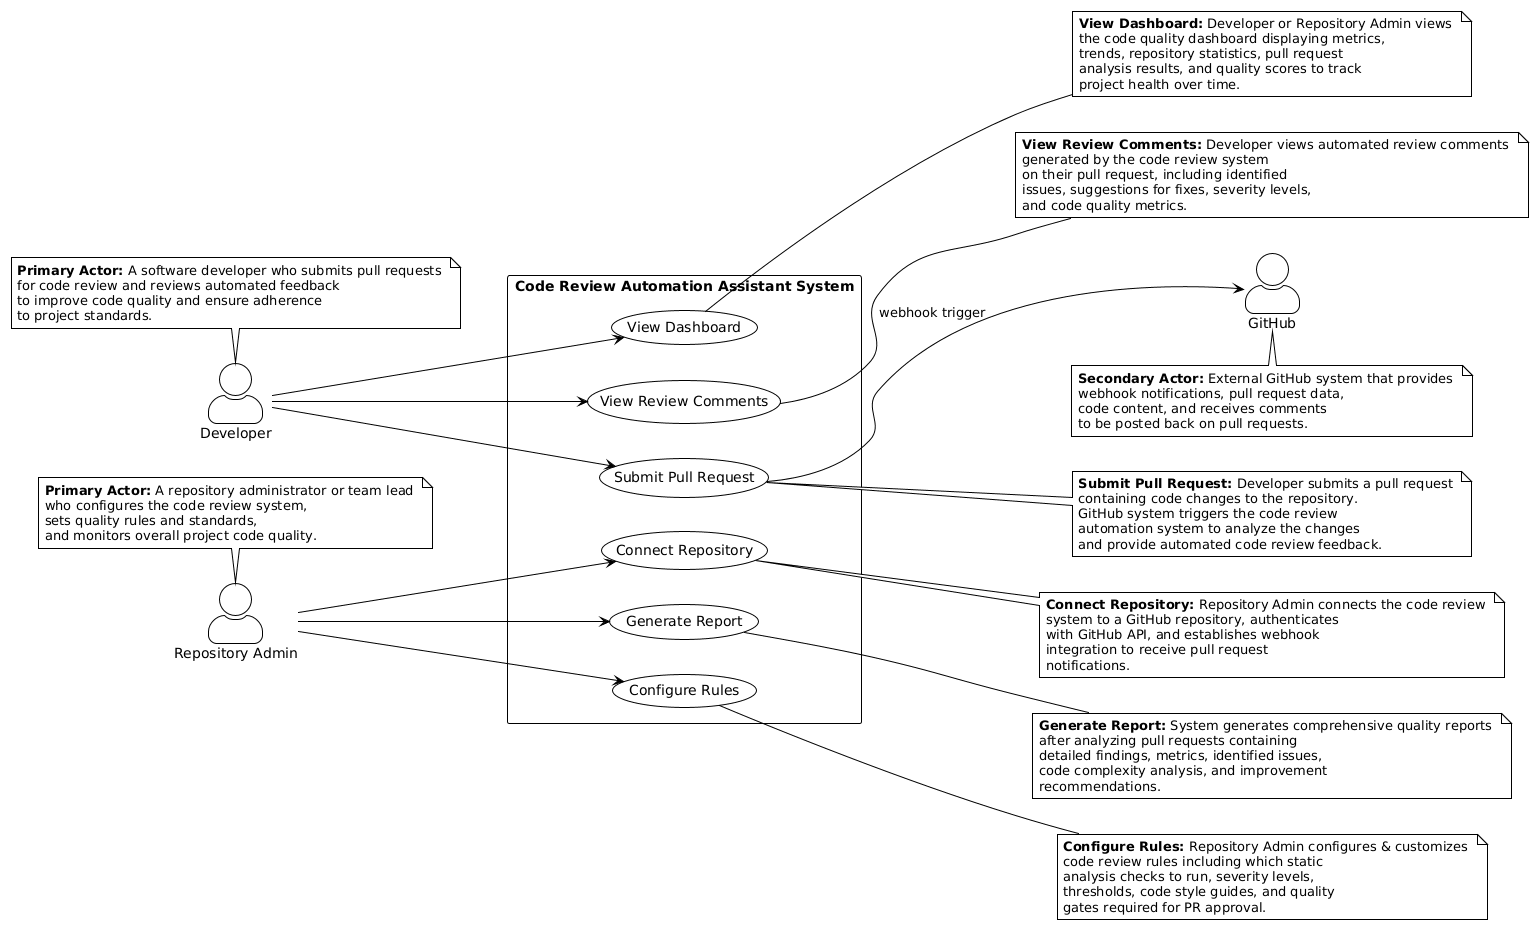 View Dashboard: Developer or Repository Admin views
the code quality dashboard displaying metrics,
trends, repository statistics, pull request
analysis results, and quality scores to track
project health over time.
View Review Comments: Developer views automated review comments
generated by the code review system
on their pull request, including identified
issues, suggestions for fixes, severity levels,
and code quality metrics.
Primary Actor: A software developer who submits pull requests
for code review and reviews automated feedback
to improve code quality and ensure adherence
to project standards.
Developer
Primary Actor: A repository administrator or team lead
who configures the code review system,
sets quality rules and standards,
and monitors overall project code quality.
Repository Admin
Code Review Automation Assistant System
View Dashboard
View Review Comments
Submit Pull Request
Connect Repository
Generate Report
Configure Rules
webhook trigger
GitHub
Secondary Actor: External GitHub system that provides
webhook notifications, pull request data,
code content, and receives comments
to be posted back on pull requests.
Submit Pull Request: Developer submits a pull request
containing code changes to the repository.
GitHub system triggers the code review
automation system to analyze the changes
and provide automated code review feedback.
Connect Repository: Repository Admin connects the code review
system to a GitHub repository, authenticates
with GitHub API, and establishes webhook
integration to receive pull request
notifications.
Generate Report: System generates comprehensive quality reports
after analyzing pull requests containing
detailed findings, metrics, identified issues,
code complexity analysis, and improvement
recommendations.
Configure Rules: Repository Admin configures & customizes
code review rules including which static
analysis checks to run, severity levels,
thresholds, code style guides, and quality
gates required for PR approval.